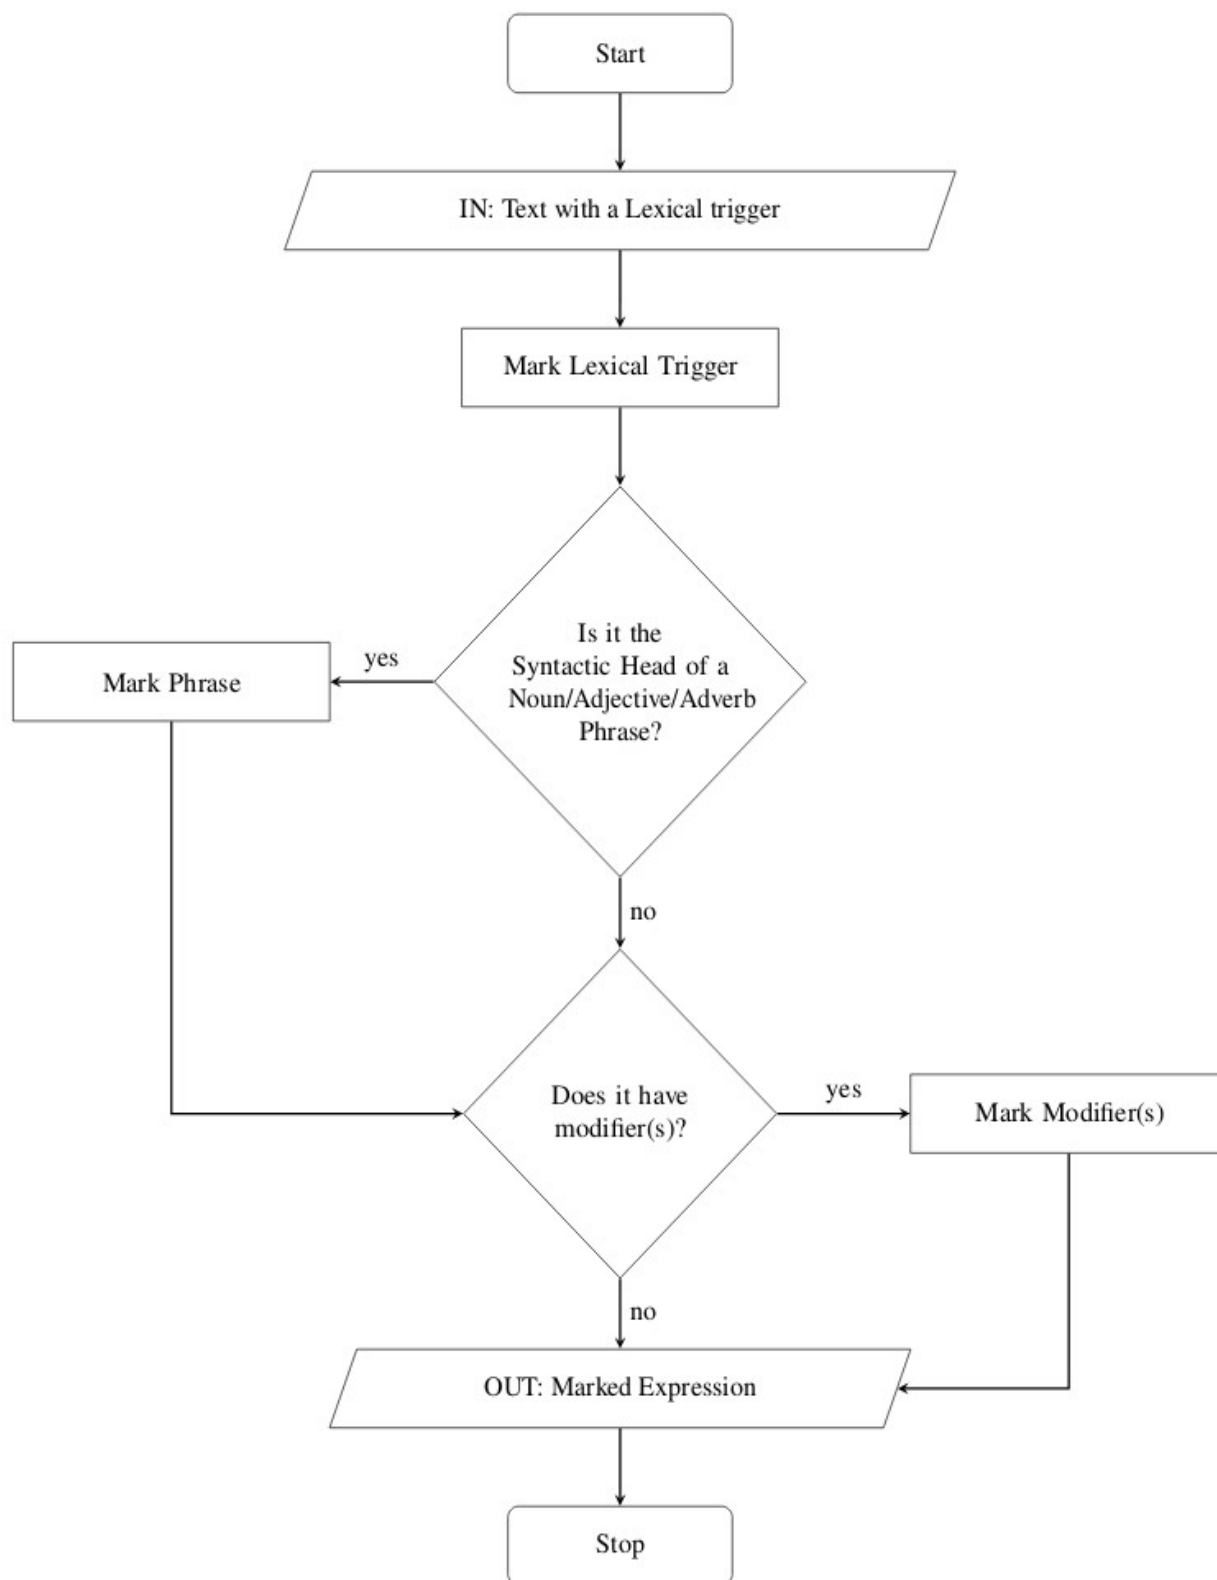 Start
IN: Text with a Lexical trigger
Mark Lexical Trigger
Is it the
Syntactic Head of a
Noun/Adjective/Adverb
Phrase?
yes
Mark Phrase
no
Does it have
modifier(s)?
yes
Mark Modifier(s)
no
OUT: Marked Expression
Stop